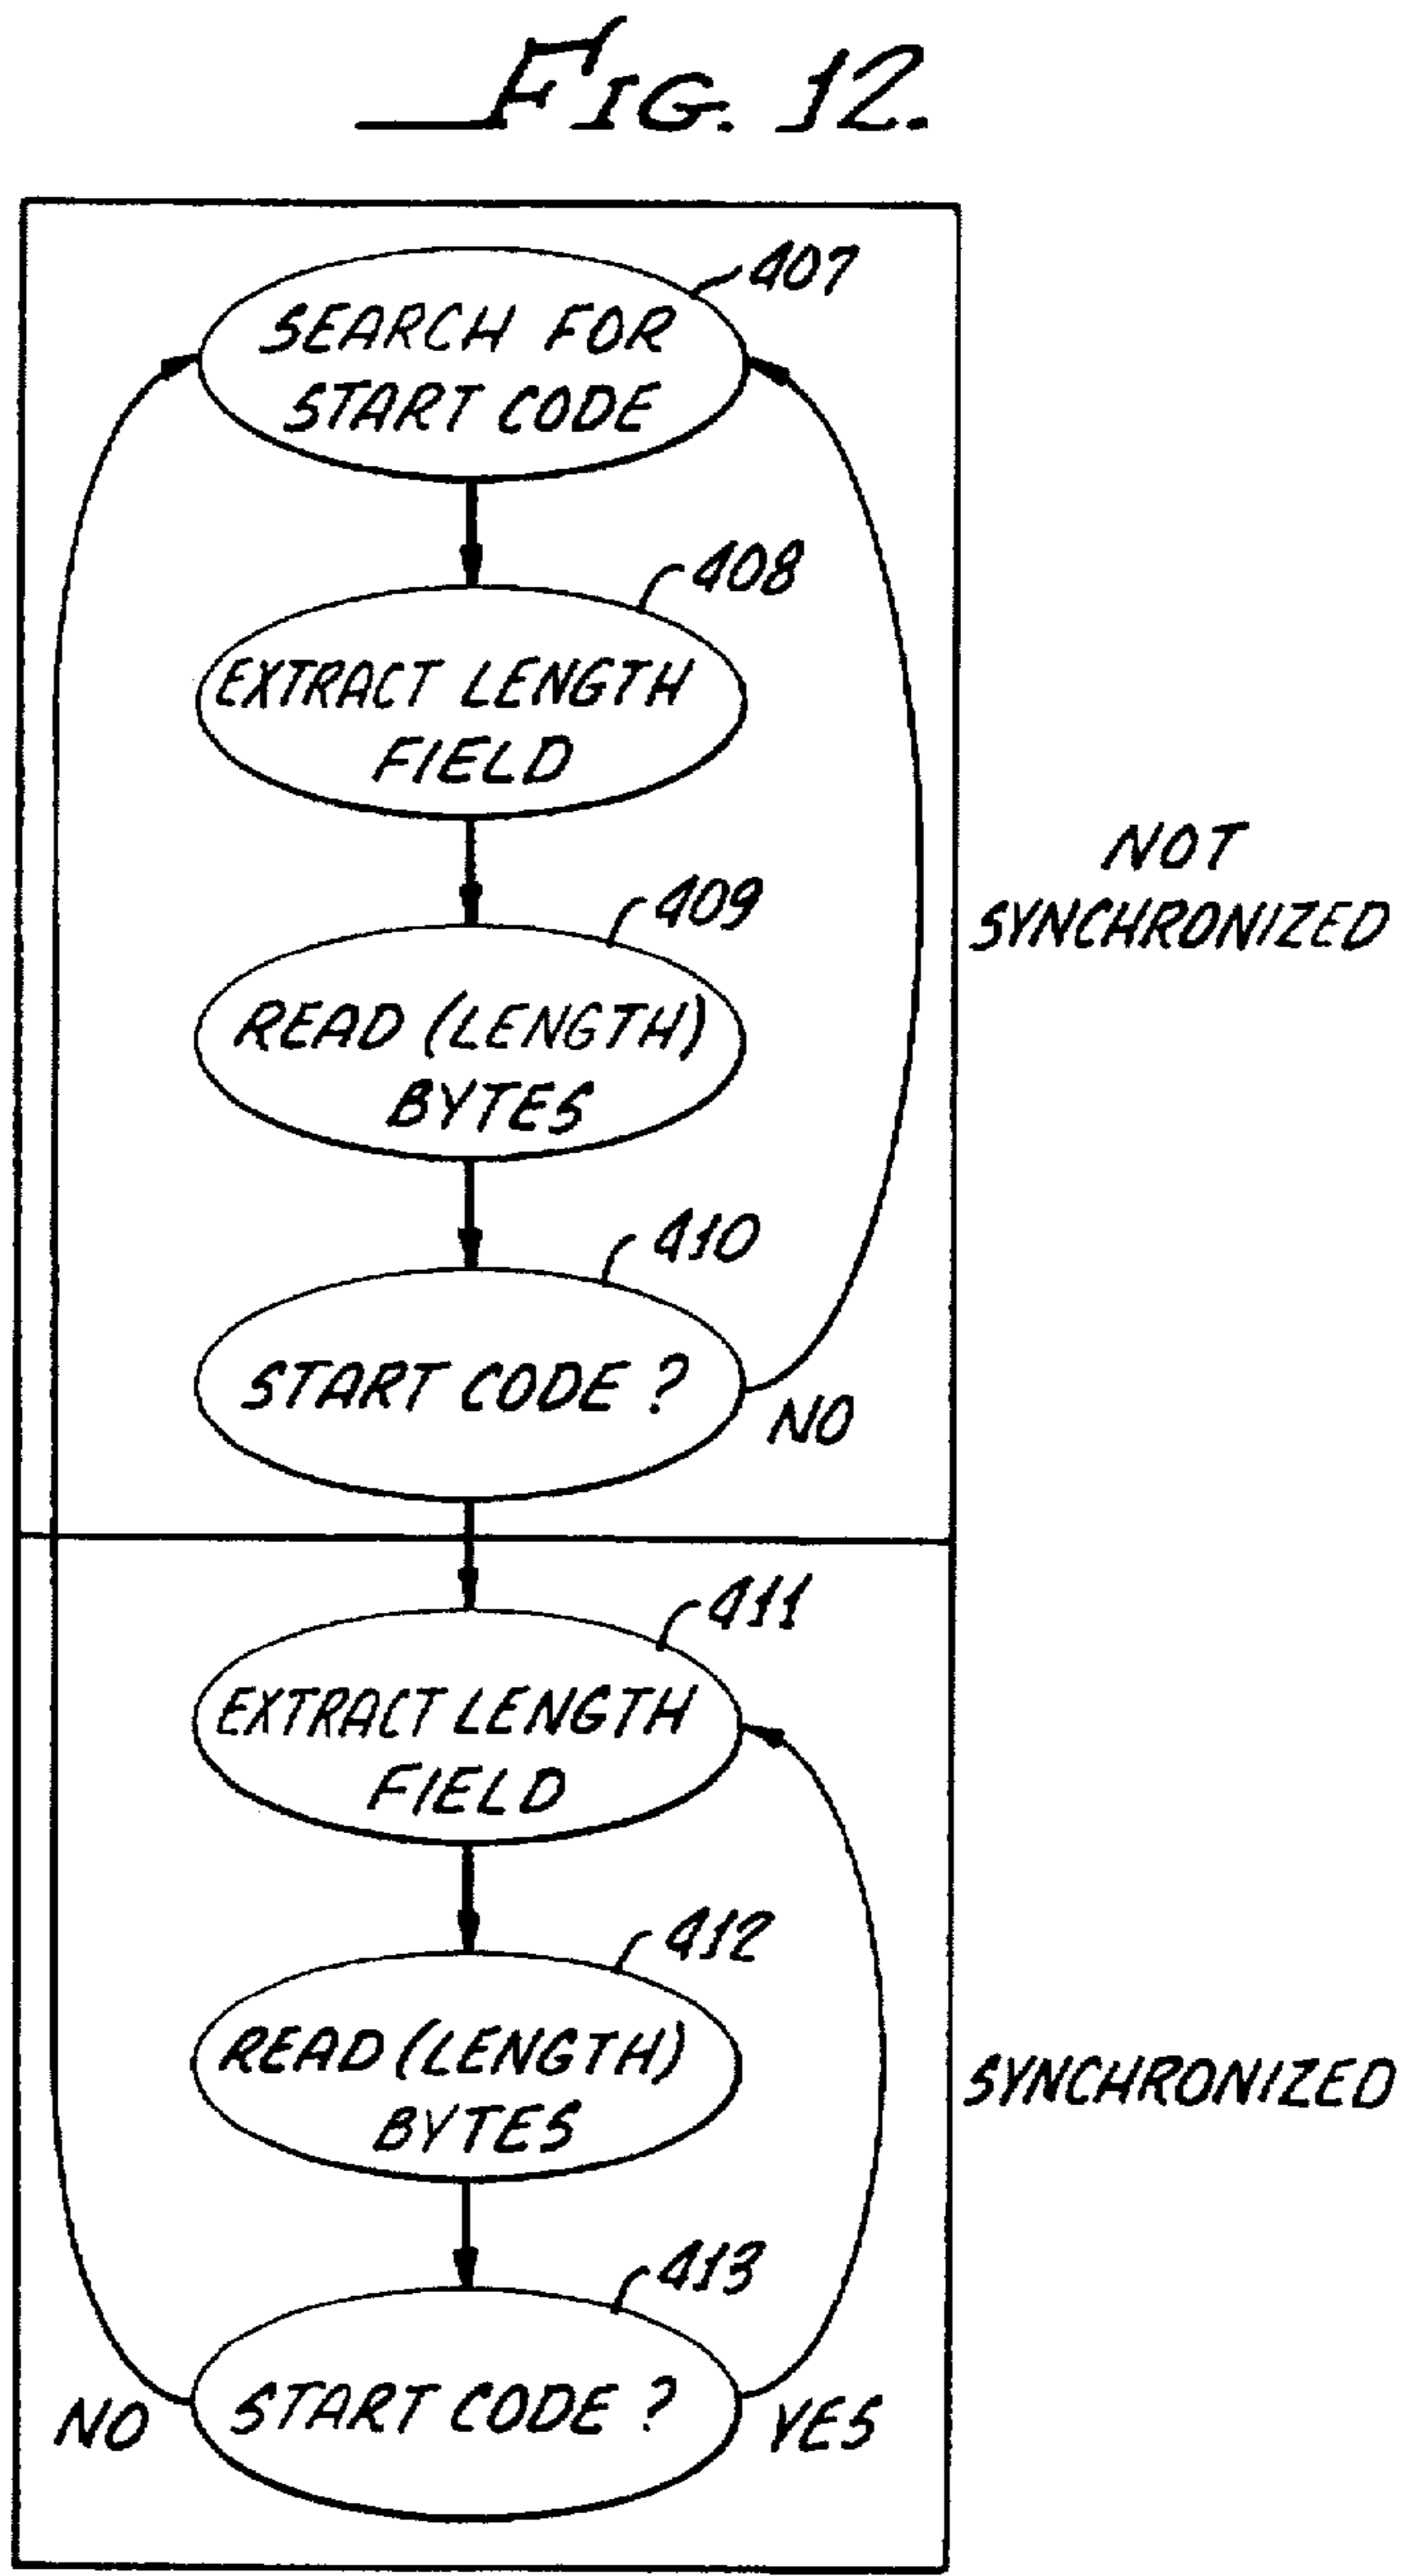 FIG. 12.
407
SEARCH FOR
START CODE
408
EXTRACT LENGTH
FIELD
NOT
SYNCHRONIZED
409
READ (LENGTH)
BYTES
410
START CODE ?
NO
411
EXTRACT LENGTH
FIELD
412
READ (LENGTH)
BYTES
SYNCHRONIZED
413
START CODE ?
NO
YES